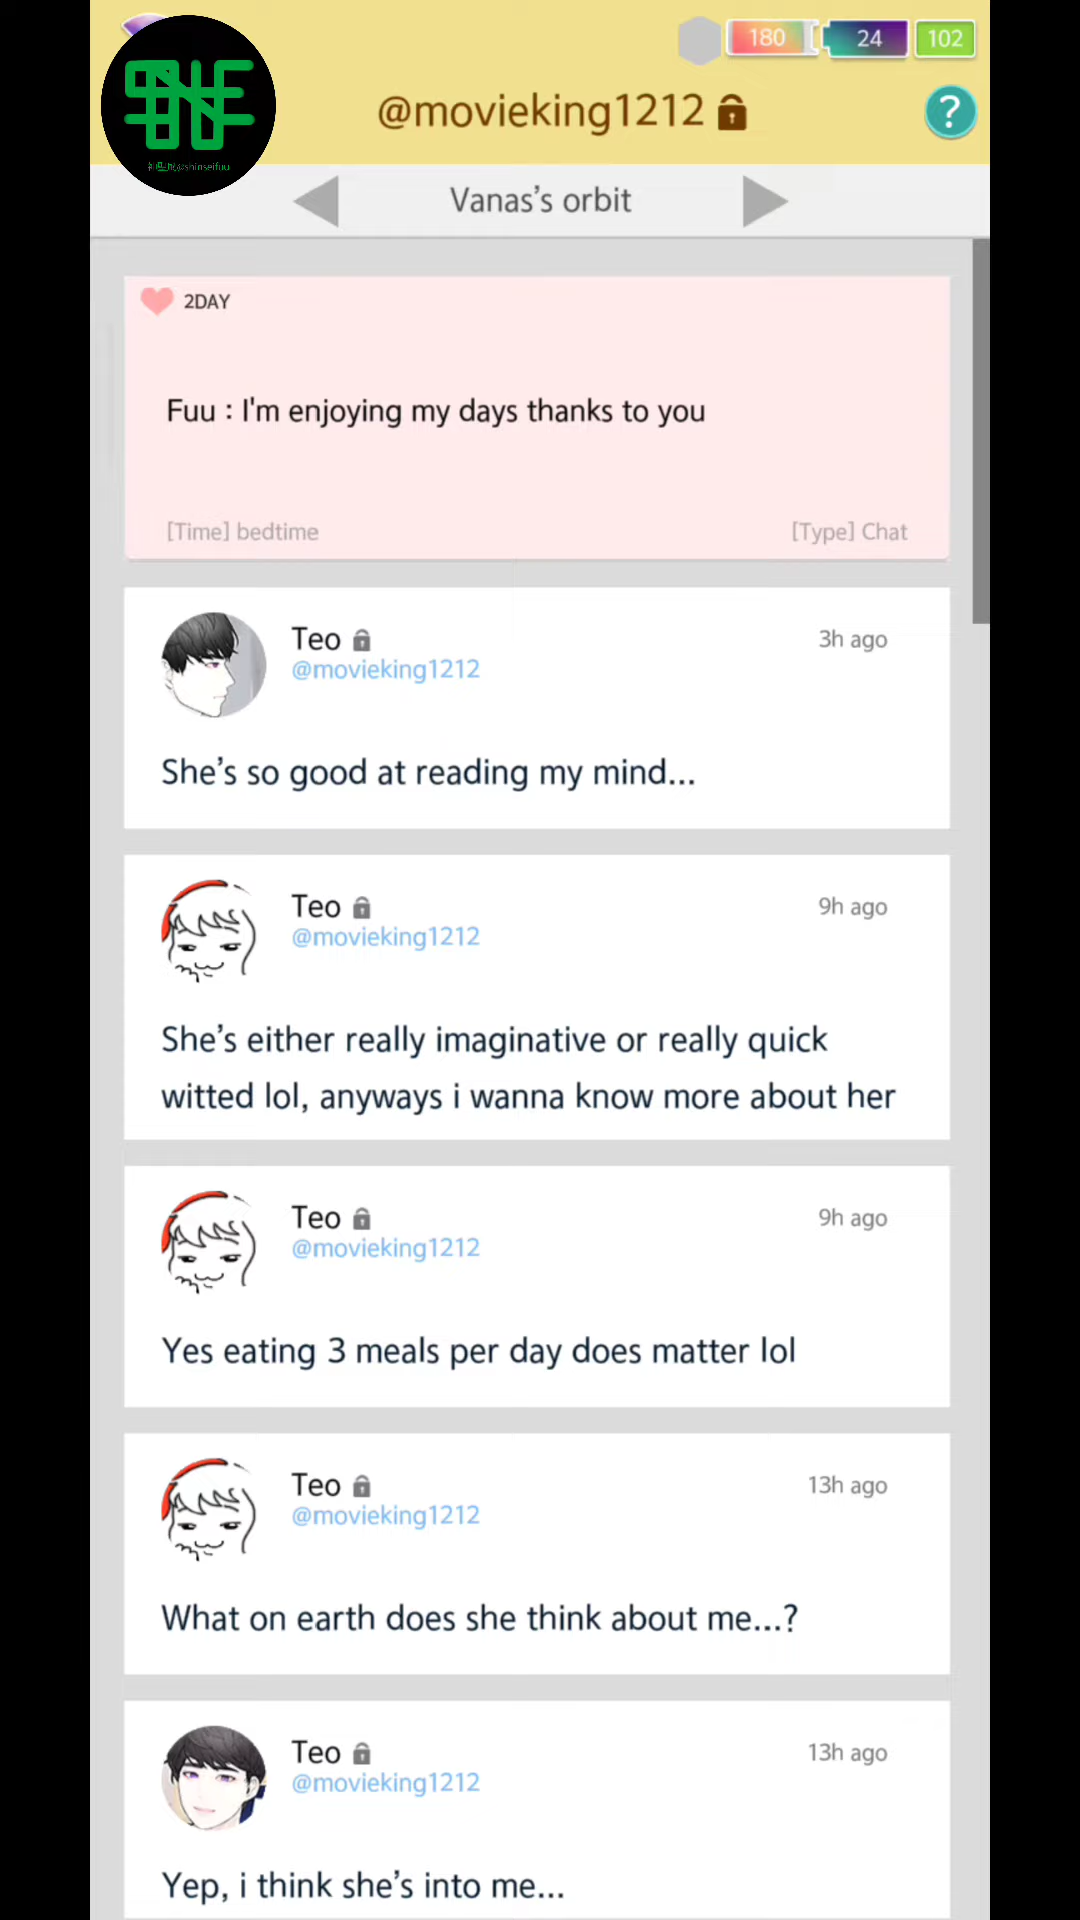 180
24
102
@movieking1212
?
@shinseifuu
Vanas's orbit
2DAY
Fuu : I'm enjoying my days thanks to you
[Time] bedtime
[Type] Chat
Teo
3h ago
@movieking1212
She's so good at reading my mind...
Teo
9h ago
@movieking1212
She's either really imaginative or really quick
witted lol, anyways i wanna know more about her
Teo
9h ago
@movieking1212
Yes eating 3 meals per day does matter lol
Teo
13h ago
@movieking1212
What on earth does she think about me...?
Teo
13h ago
@movieking1212
Yep, i think she's into me...